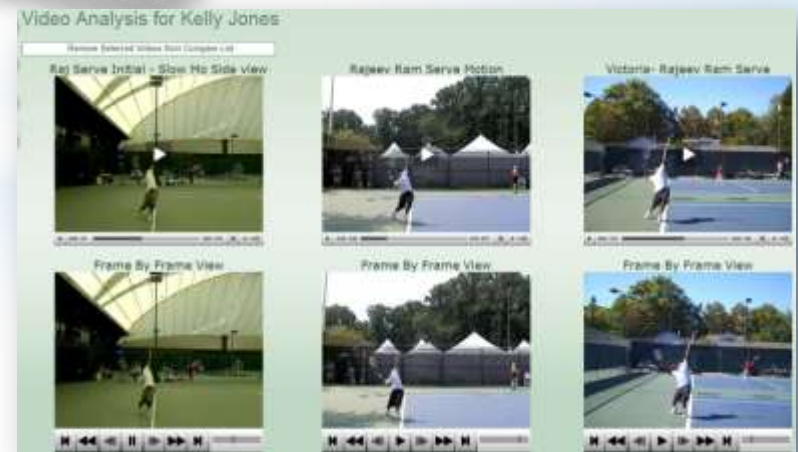 Video Analysis for Kelly Jones
Remove Selected Videos from Compare List
Raj Serve Initial - Slow Mo Side view
Rajeev Ram Serve Motion
Victoria- Rajeev Ram Serve
Frame By Frame View
Frame By Frame View
Frame By Frame View